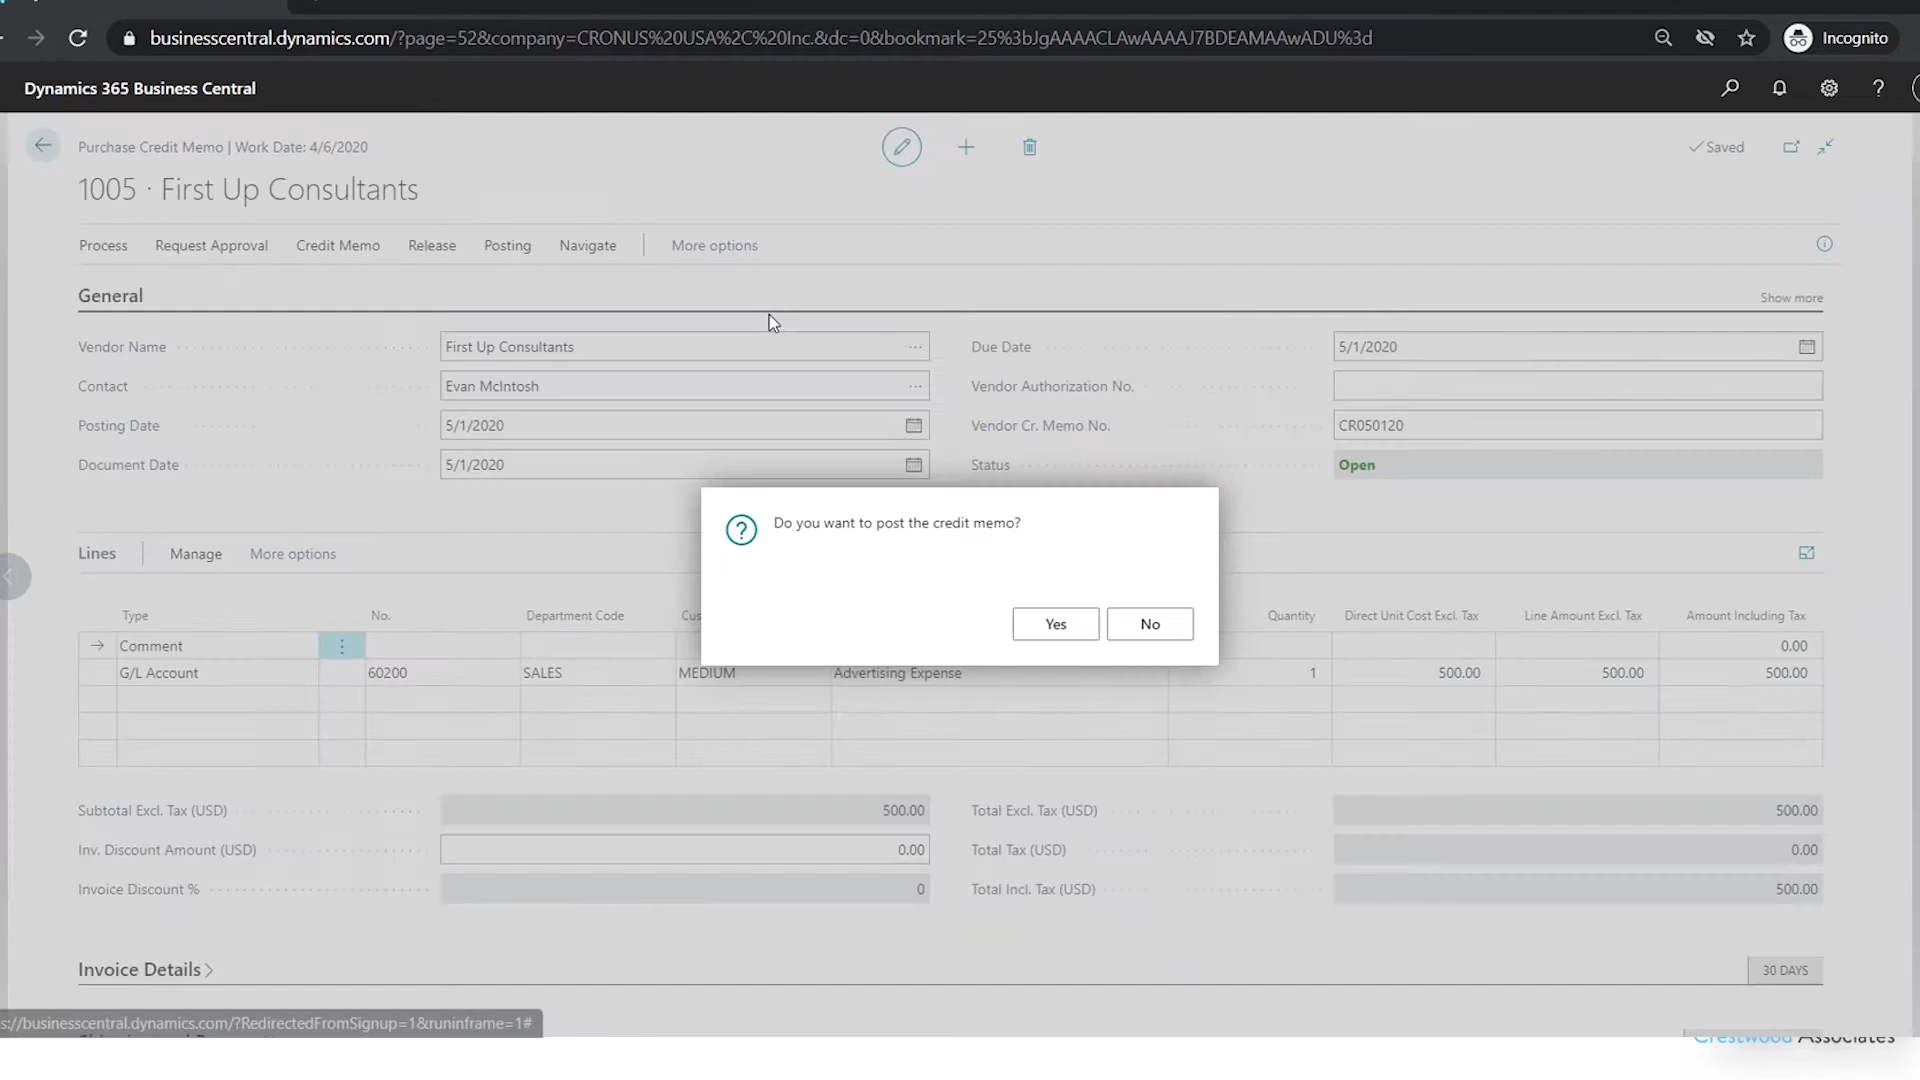 businesscentral.dynamics.com/?page=52&company=CRONUS%20USA%2C%20Inc.&dc=0&bookmark=25%3bJgAAAACLAwAAAAJ7BDEAMAAwADU%3d
Incognito
Dynamics 365 Business Central
?
Purchase Credit Memo | Work Date: 4/6/2020
Saved
1005 · First Up Consultants
Process Request Approval Credit Memo Release Posting Navigate More options
General
Show more
Vendor Name First Up Consultants
Due Date 5/1/2020
Contact Evan McIntosh
Vendor Authorization No.
Posting Date 5/1/2020
Vendor Cr. Memo No. CR050120
Document Date 5/1/2020
Status Open
Do you want to post the credit memo?
Yes No
Lines Manage More options
Type No. Department Code Quantity Direct Unit Cost Excl. Tax Line Amount Excl. Tax Amount Including Tax
Comment 0.00
G/L Account 60200 SALES MEDIUM Advertising Expense 1 500.00 500.00 500.00
Subtotal Excl. Tax (USD) 500.00
Total Excl. Tax (USD) 500.00
Inv. Discount Amount (USD) 0.00
Total Tax (USD) 0.00
Invoice Discount % 0
Total Incl. Tax (USD) 500.00
Invoice Details
30 DAYS
s://businesscentral.dynamics.com/?RedirectedFromSignup=1&runinframe=1#
Crestwood Associates